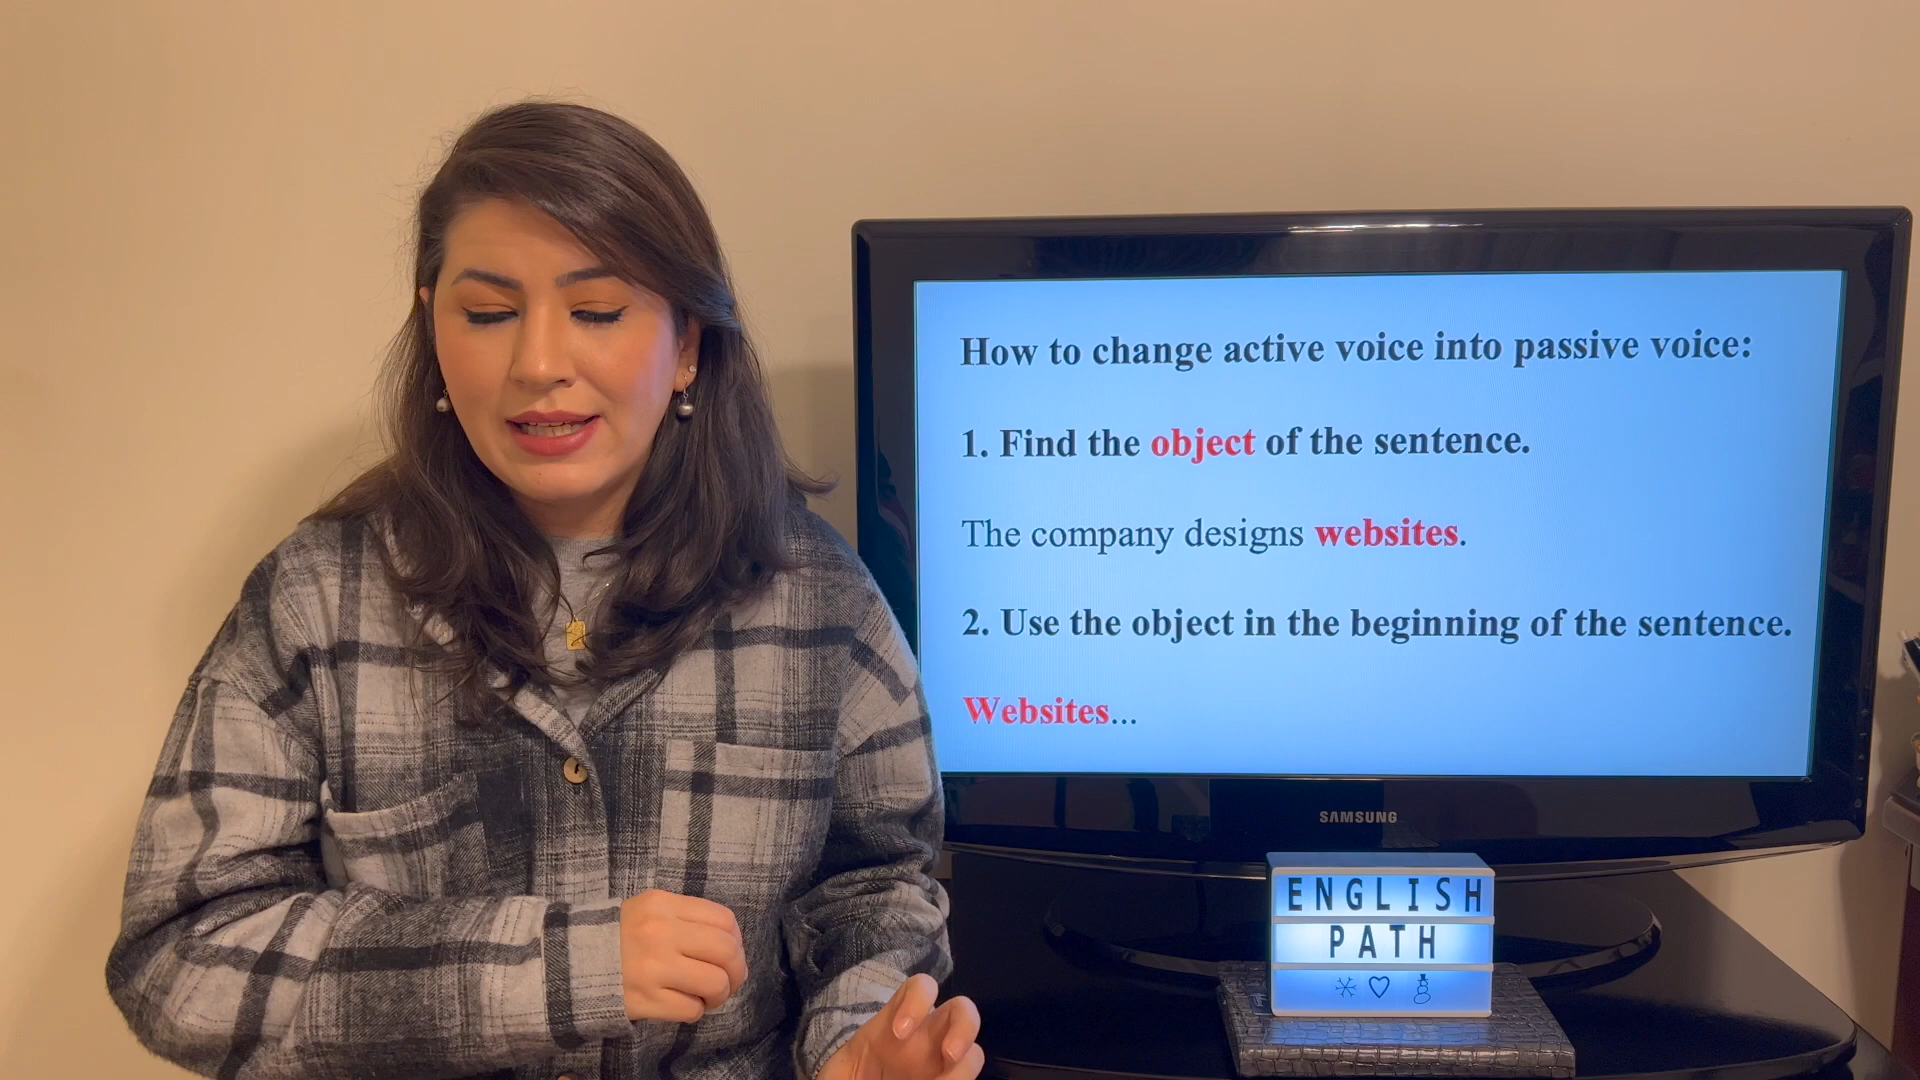 How to change active voice into passive voice:
1. Find the object of the sentence.
The company designs websites.
2. Use the object in the beginning of the sentence.
Websites...
SAMSUNG
ENGLISH
PATH